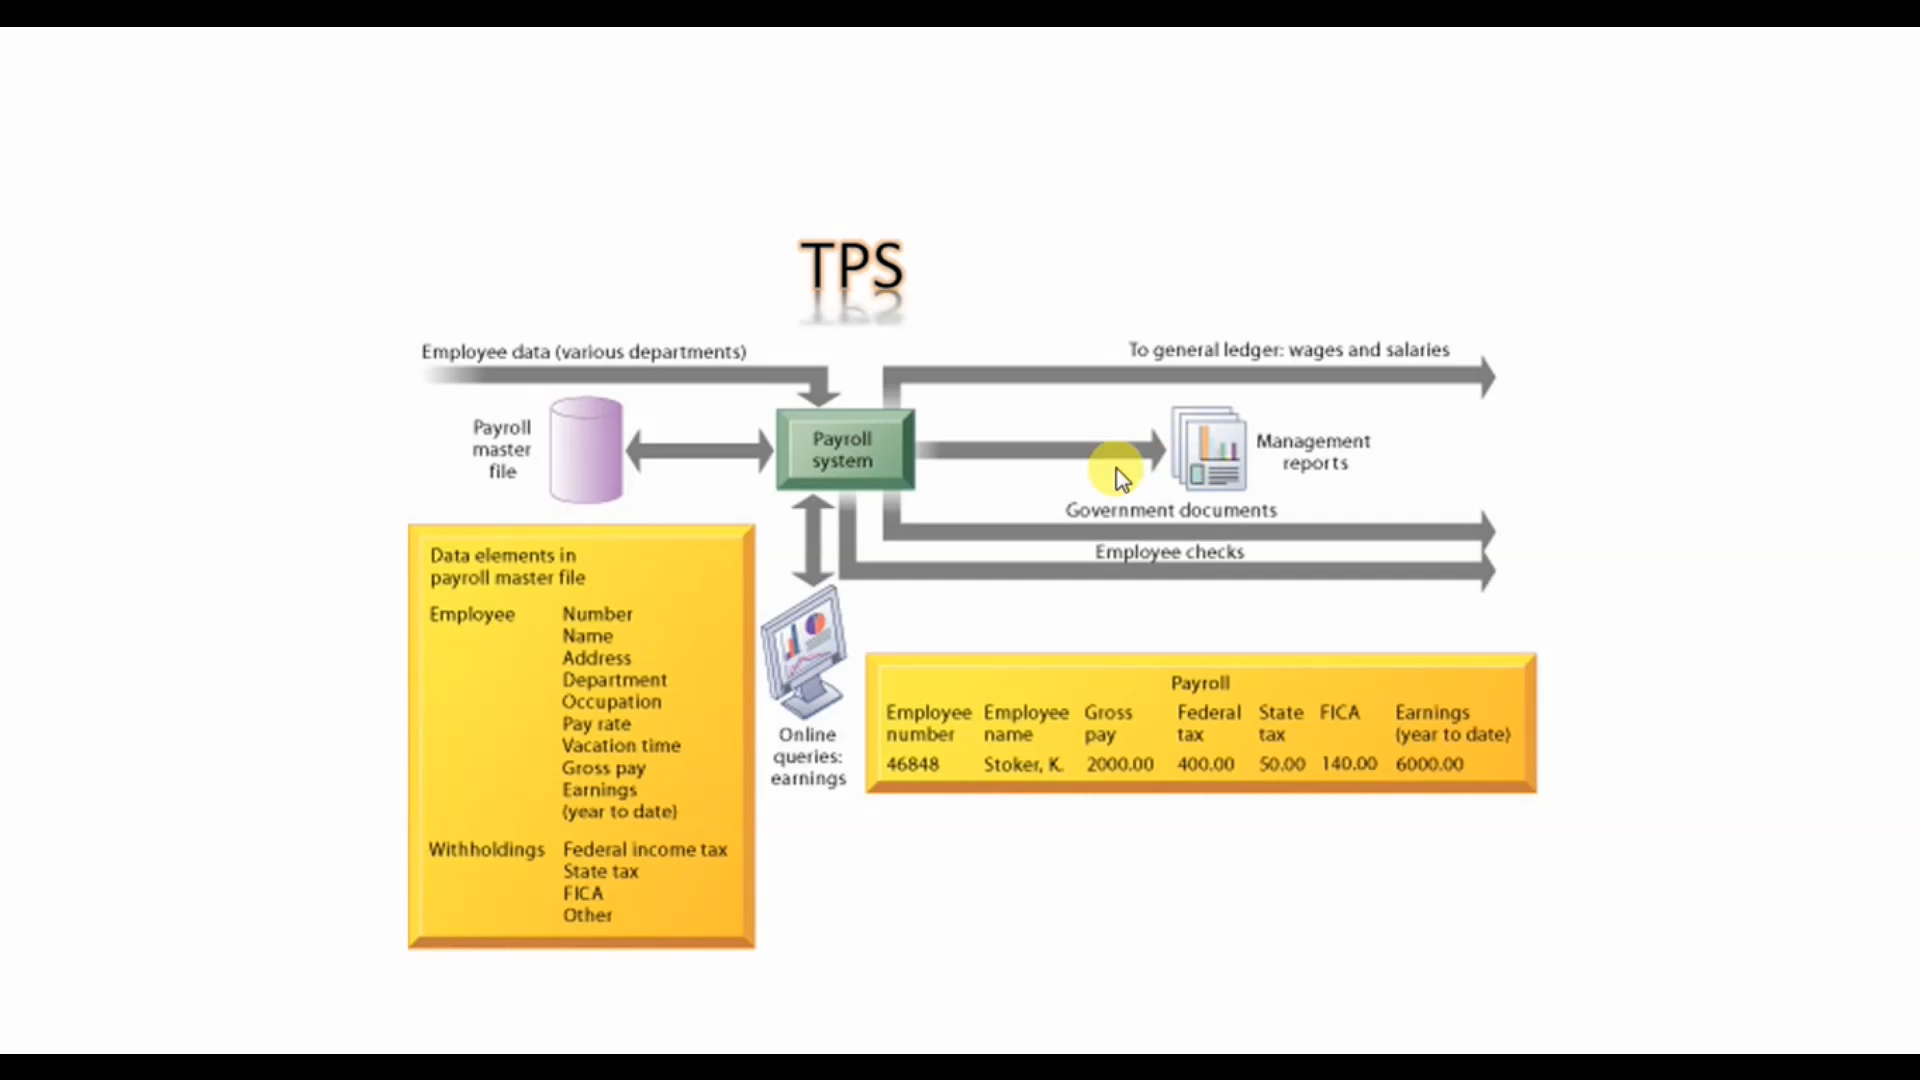 TPS
Employee data (various departments)
To general ledger: wages and salaries
Payroll
master
file
Payroll
system
Management
reports
Government documents
Employee checks
Data elements in
payroll master file
Employee Number
Name
Address
Department
Occupation
Pay rate
Vacation time
Gross pay
Earnings
(year to date)
Withholdings Federal income tax
State tax
FICA
Other
Online
queries:
earnings
Payroll
Employee Employee Gross Federal State FICA Earnings
number name pay tax tax (year to date)
46848 Stoker, K. 2000.00 400.00 50.00 140.00 6000.00